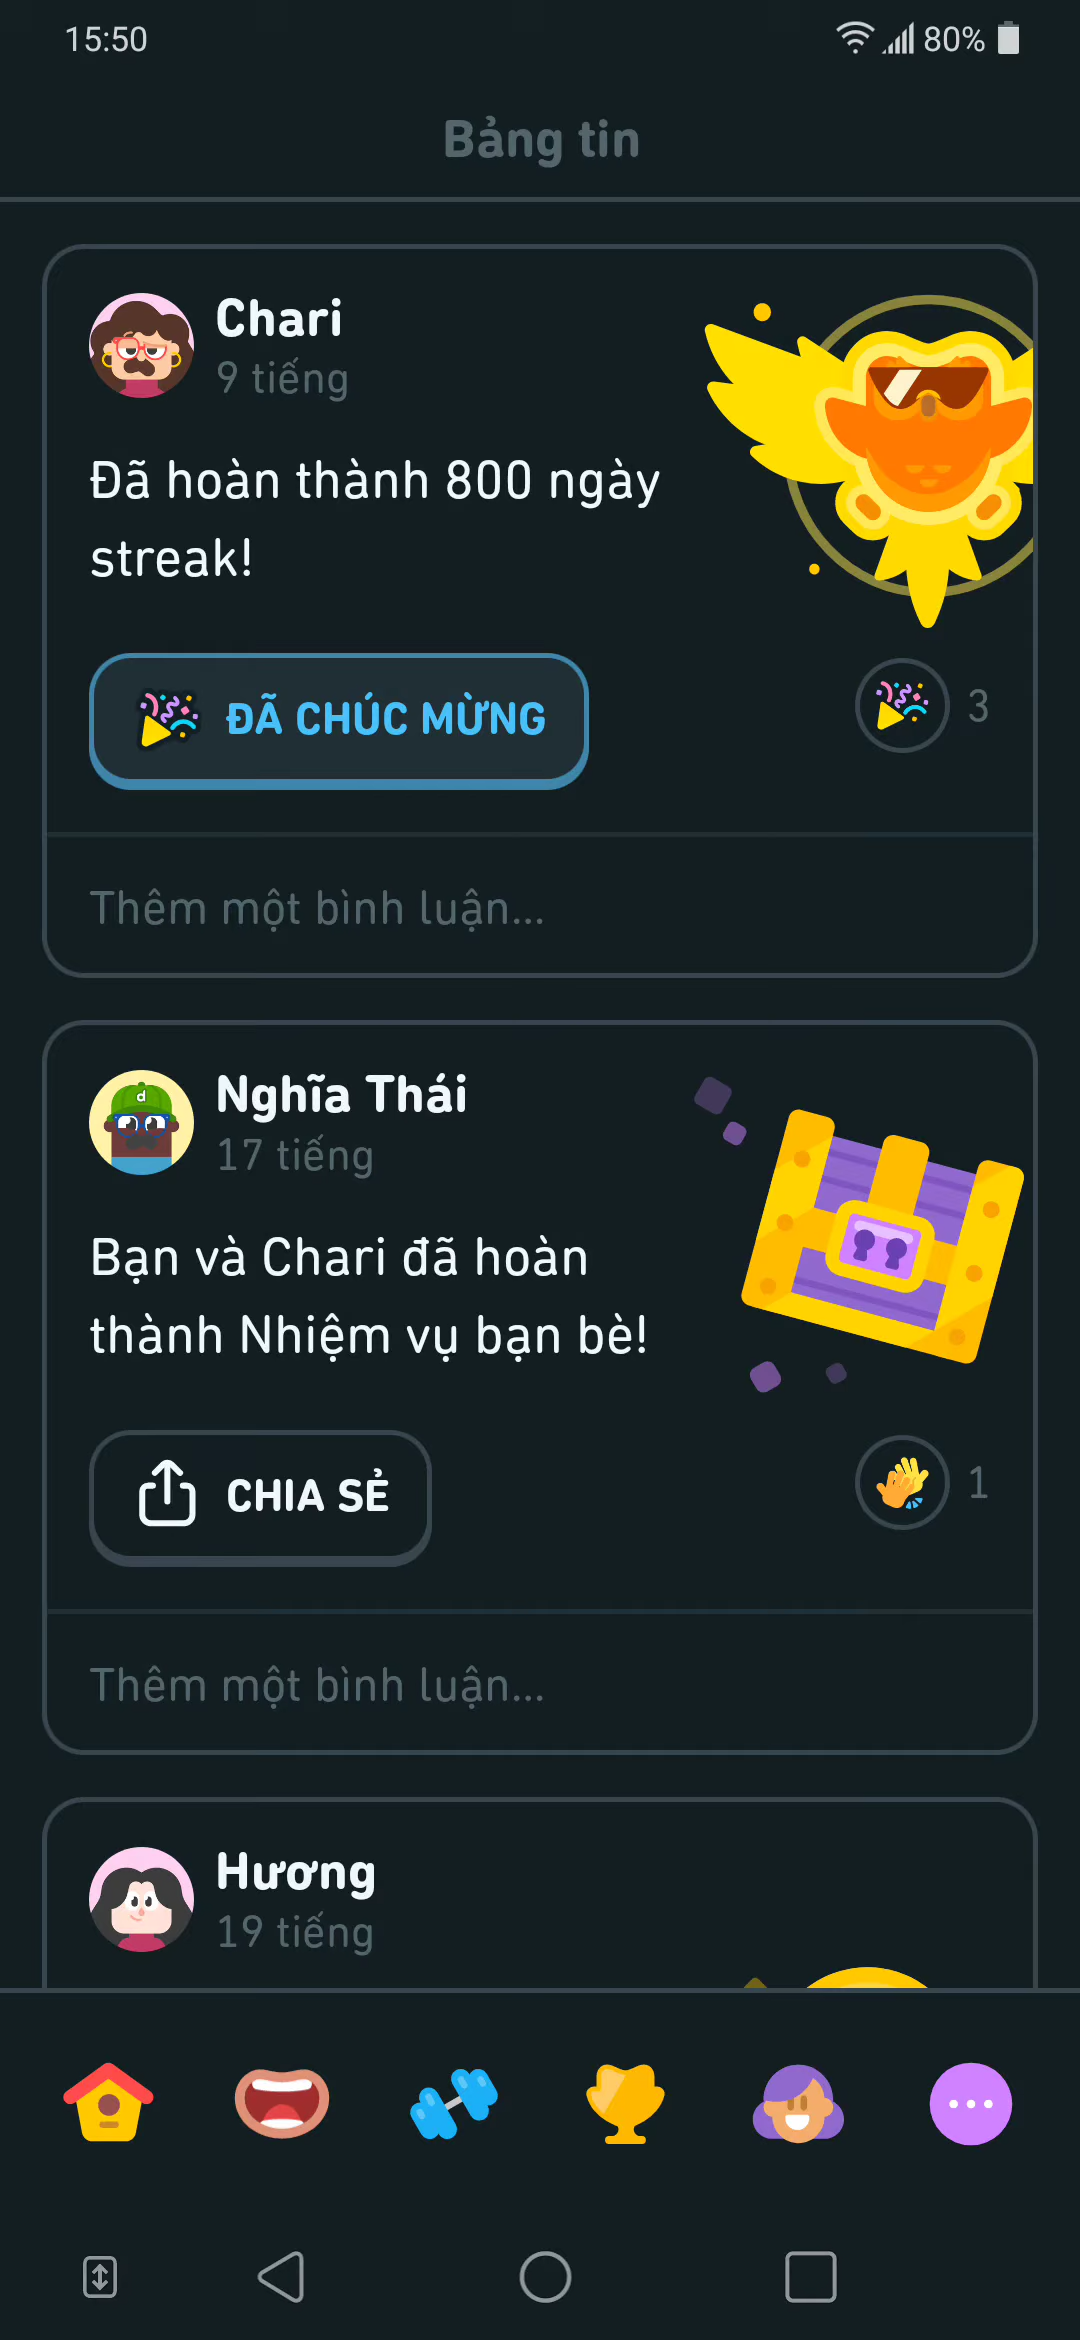 15:50
80%
Bảng tin
Chari
9 tiếng
Đã hoàn thành 800 ngày
streak!
ĐÃ CHÚC MỪNG
3
Thêm một bình luận...
Nghĩa Thái
17 tiếng
Bạn và Chari đã hoàn
thành Nhiệm vụ bạn bè!
CHIA SẺ
1
Thêm một bình luận...
Hương
19 tiếng